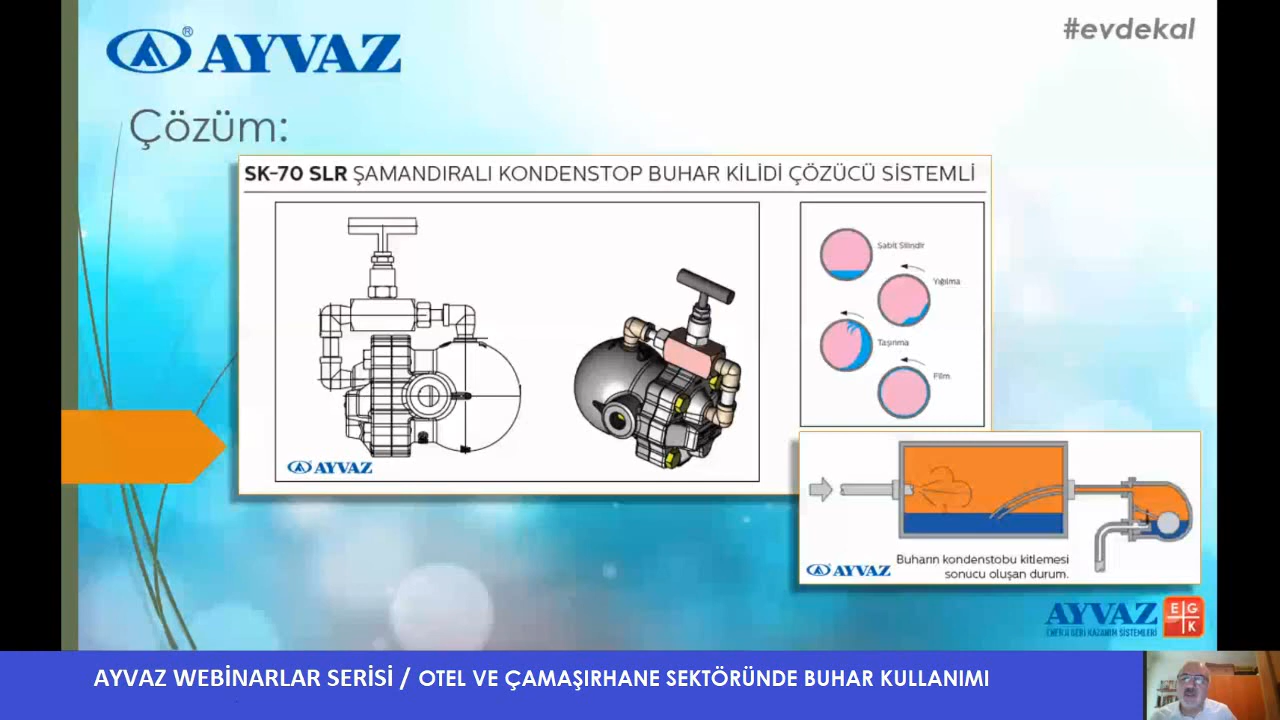 #evdekal
AYVAZ
Çözüm:
SK-70 SLR ŞAMANDIRALI KONDENSTOP BUHAR KİLİDİ ÇÖZÜCÜ SİSTEMLİ
Sabit Silindir
Yığılma
Taşınma
Film
AYVAZ
Buharın kondenstobu kitlemesi
sonucu oluşan durum.
AYVAZ
AYVAZ
ENERJİ GERİ KAZANIM SİSTEMLERİ
E G
K
AYVAZ WEBİNARLAR SERİSİ / OTEL VE ÇAMAŞIRHANE SEKTÖRÜNDE BUHAR KULLANIMI